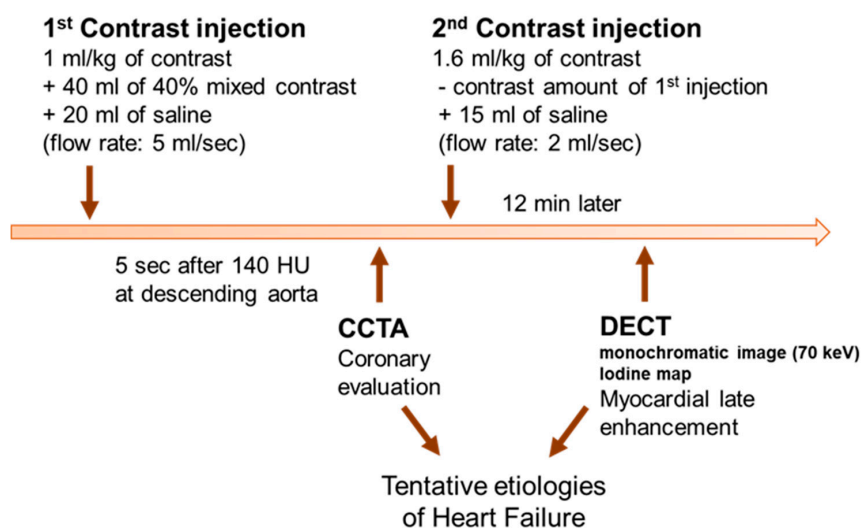 1st Contrast injection
1 ml/kg of contrast
+ 40 ml of 40% mixed contrast
+ 20 ml of saline
(flow rate: 5 ml/sec)
2nd Contrast injection
1.6 ml/kg of contrast
- contrast amount of 1st injection
+ 15 ml of saline
(flow rate: 2 ml/sec)
12 min later
5 sec after 140 HU
at descending aorta
CCTA
Coronary
evaluation
DECT
monochromatic image (70 keV)
Iodine map
Myocardial late
enhancement
Tentative etiologies
of Heart Failure